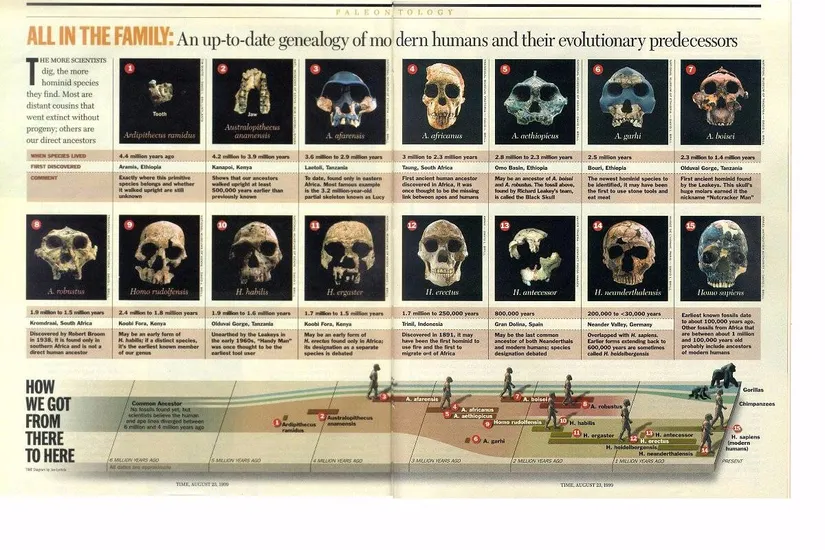 PALEONTOLOGY
ALL IN THE FAMILY: An up-to-date genealogy of modern humans and their evolutionary predecessors
THE MORE SCIENTISTS
dig, the more
hominid species
they find. Most are
distant cousins that
went extinct without
progeny; others are
our direct ancestors
1
Teeth
Ardipithecus ramidus
2
Jaw
Australopithecus
anamensis
3
A. afarensis
4
A. africanus
5
A. aethiopicus
6
A. garhi
7
A. boisei
WHEN SPECIES LIVED
4.4 million years ago
4.2 million to 3.9 million years
3.6 million to 2.9 million years
3 million to 2.3 million years
2.8 million to 2.3 million years
2.5 million years
2.3 million to 1.4 million years
FIRST DISCOVERED
Aramis, Ethiopia
Kanapoi, Kenya
Laetoli, Tanzania
Taung, South Africa
Omo Basin, Ethiopia
Bouri, Ethiopia
Olduvai Gorge, Tanzania
COMMENT
Exactly where this primitive
species belongs and whether
it walked upright are still
unknown
Shows that our ancestors
walked upright at least
500,000 years earlier than
previously known
To date, found only in eastern
Africa. Most famous example
is the 3.2 million-year-old
partial skeleton known as Lucy
First ancient human ancestor
discovered in Africa, it was
once thought to be the missing
link between apes and humans
May be an ancestor of A. boisei
and A. robustus. The fossil above,
found by Richard Leakey's team,
is called the Black Skull
The newest hominid species to
be identified, it may have been
the first to use stone tools and
eat meat
First ancient hominid found
by the Leakeys. This skull's
huge molars earned it the
nickname "Nutcracker Man"
8
A. robustus
9
Homo rudolfensis
10
H. habilis
11
H. ergaster
12
H. erectus
13
H. antecessor
14
H. neanderthalensis
15
Homo sapiens
1.9 million to 1.5 million years
2.4 million to 1.8 million years
1.9 million to 1.6 million years
1.7 million to 1.5 million years
1.7 million to 250,000 years
800,000 years
200,000 to <30,000 years
Kromdraai, South Africa
Koobi Fora, Kenya
Olduvai Gorge, Tanzania
Koobi Fora, Kenya
Trinil, Indonesia
Gran Dolina, Spain
Neander Valley, Germany
Discovered by Robert Broom
in 1938, it is found only in
southern Africa and is not a
direct human ancestor
May be an early form of
H. habilis; if a distinct species,
it's the earliest known member
of our genus
Unearthed by the Leakeys in
the early 1960s, "Handy Man"
was once thought to be the
earliest tool user
May be an early form of
H. erectus found only in Africa;
its designation as a separate
species is debated
Discovered in 1891, it may
have been the first hominid to
use fire and the first to
migrate out of Africa
May be the last common
ancestor of both Neanderthals
and modern humans; species
designation debated
Overlapped with H. sapiens.
Earlier forms extending back to
600,000 years are sometimes
called H. heidelbergensis
Earliest known fossils date
to about 100,000 years ago.
Other fossils from Africa that
are between about 1 million
and 100,000 years old
probably include ancestors
of modern humans
HOW
WE GOT
FROM
THERE
TO HERE
Common Ancestor
No fossils found yet, but
scientists believe the human
and ape lines diverged between
6 million and 4 million years ago
1 Ardipithecus
ramidus
2 Australopithecus
anamensis
3 A. afarensis
4 A. africanus
5 A. aethiopicus
6 A. garhi
7 A. boisei
8 A. robustus
9 Homo rudolfensis
10 H. habilis
11 H. ergaster
12 H. erectus
13 H. antecessor
H. heidelbergensis
H. neanderthalensis
14
15
H. sapiens
(modern
humans)
Gorillas
Chimpanzees
6 MILLION YEARS AGO
5 MILLION YEARS AGO
4 MILLION YEARS AGO
3 MILLION YEARS AGO
2 MILLION YEARS AGO
1 MILLION YEARS AGO
PRESENT
All dates are approximate
TIME, AUGUST 23, 1999
TIME, AUGUST 23, 1999